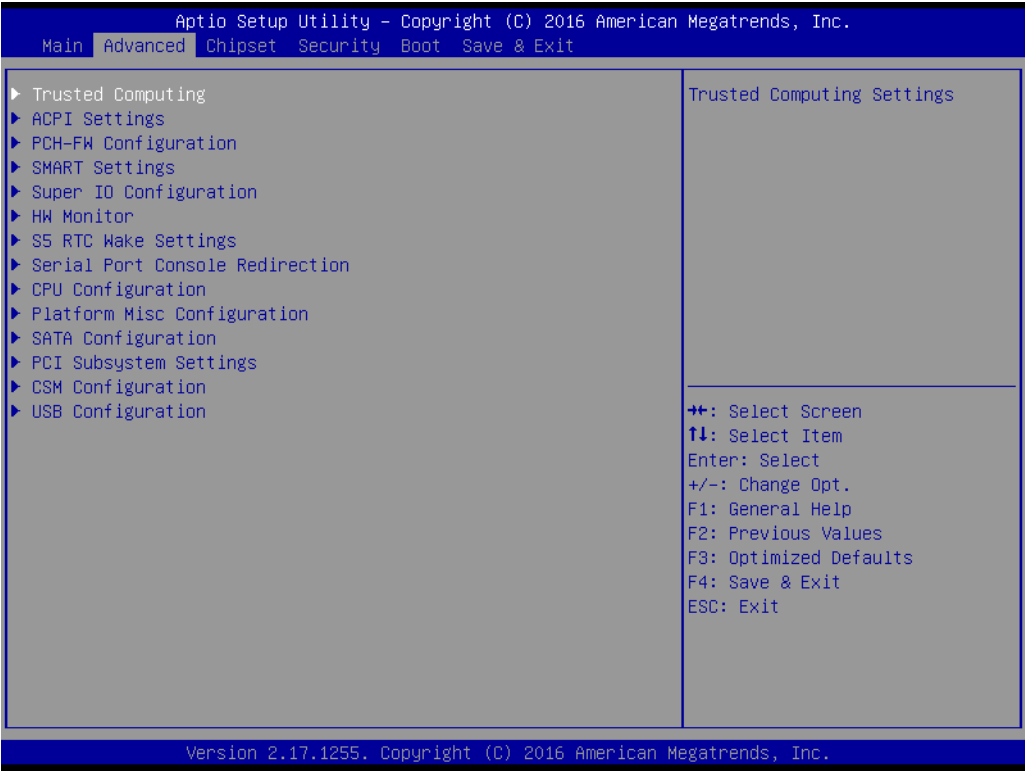 Aptio Setup Utility – Copyright (C) 2016 American Megatrends, Inc.
Main Advanced Chipset Security Boot Save & Exit
▶ Trusted Computing
▶ ACPI Settings
▶ PCH-FW Configuration
▶ SMART Settings
▶ Super IO Configuration
▶ HW Monitor
▶ S5 RTC Wake Settings
▶ Serial Port Console Redirection
▶ CPU Configuration
▶ Platform Misc Configuration
▶ SATA Configuration
▶ PCI Subsystem Settings
▶ CSM Configuration
▶ USB Configuration
Trusted Computing Settings
→←: Select Screen
↑↓: Select Item
Enter: Select
+/-: Change Opt.
F1: General Help
F2: Previous Values
F3: Optimized Defaults
F4: Save & Exit
ESC: Exit
Version 2.17.1255. Copyright (C) 2016 American Megatrends, Inc.